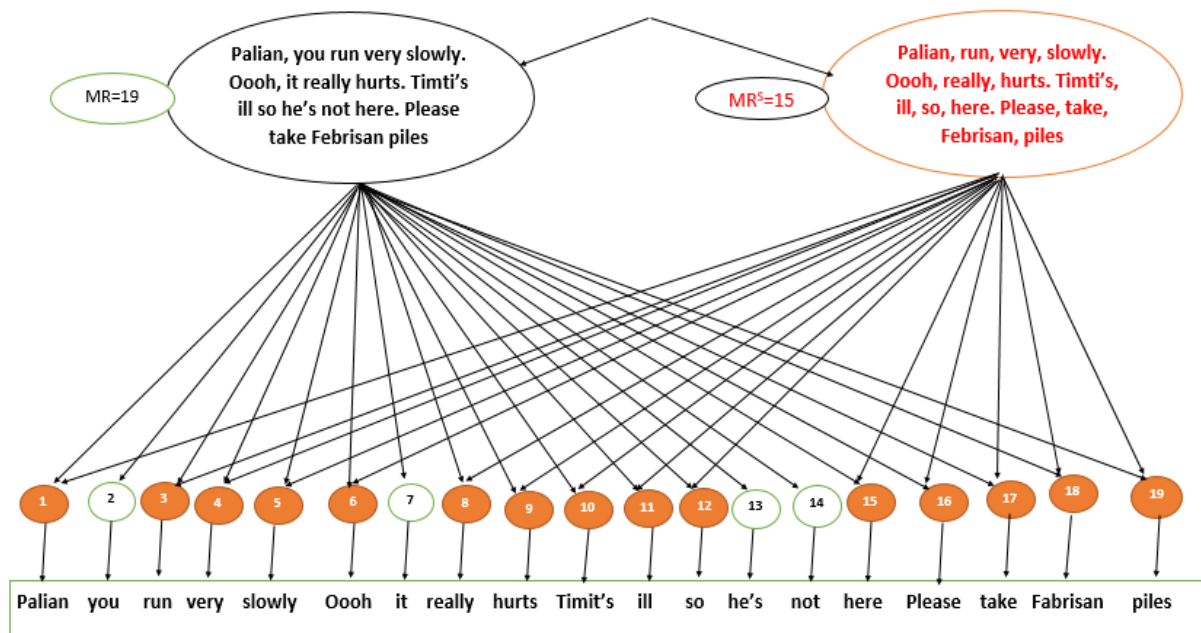 Palian, you run very slowly.
Oooh, it really hurts. Timti's
ill so he's not here. Please
take Febrisan piles
MR=19
Palian, run, very, slowly.
Oooh, really, hurts. Timti's,
ill, so, here. Please, take,
Febrisan, piles
MRˢ=15
1 2 3 4 5 6 7 8 9 10 11 12 13 14 15 16 17 18 19
Palian you run very slowly Oooh it really hurts Timit's ill so he's not here Please take Fabrisan piles